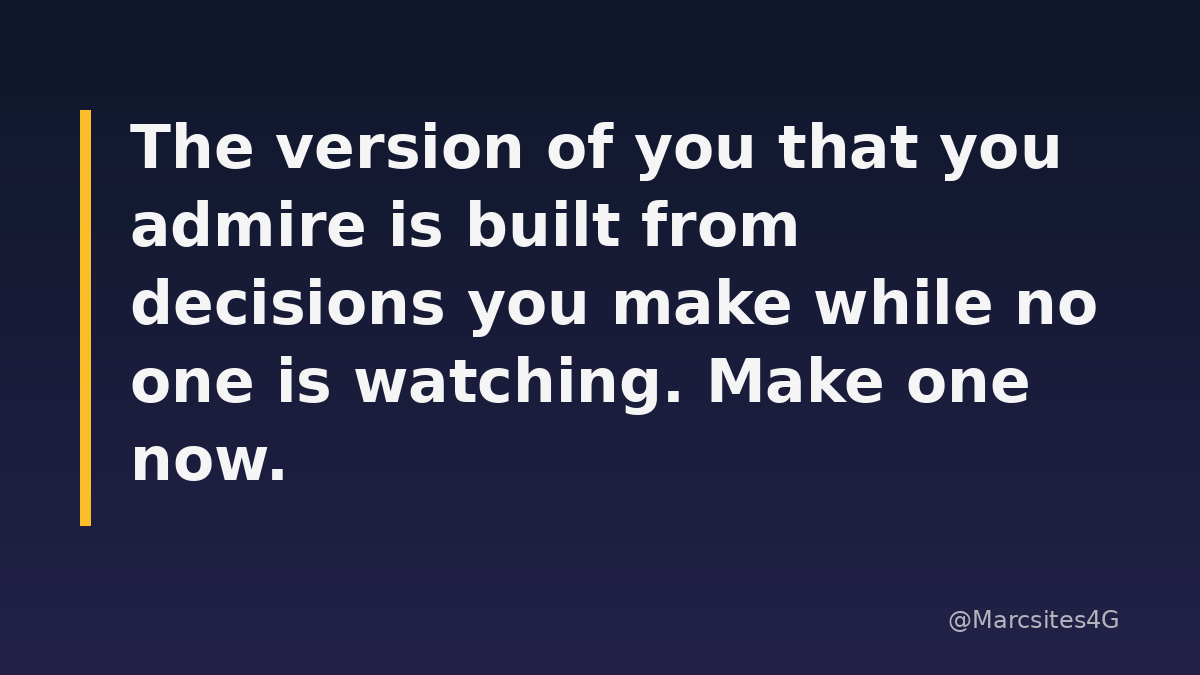 The version of you that you
admire is built from
decisions you make while no
one is watching. Make one
now.
@Marcsites4G